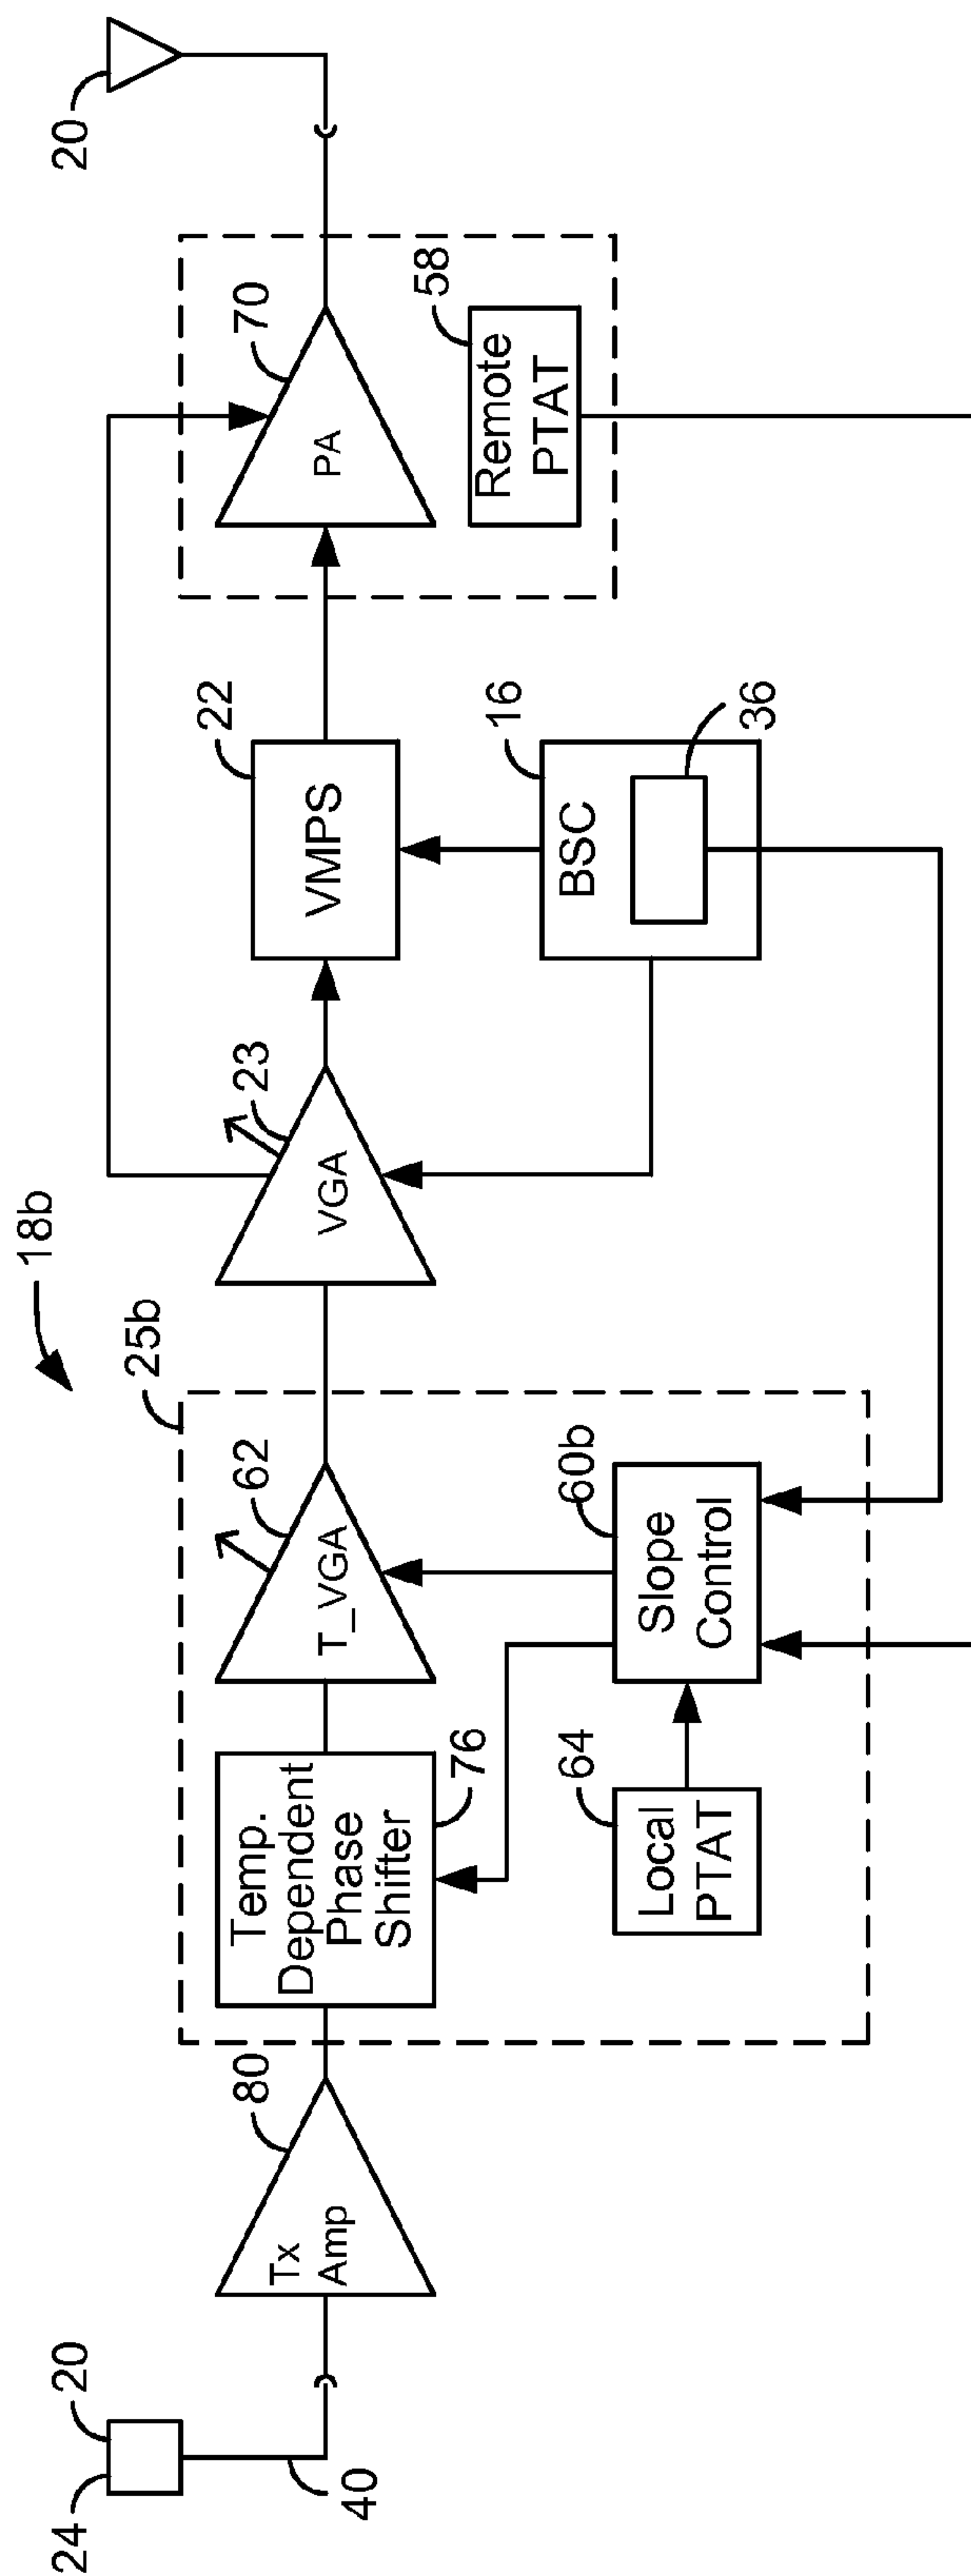 18b
24
20
40
80
Tx
Amp
25b
Temp.
Dependent
Phase
Shifter
76
62
T_VGA
64
Local
PTAT
60b
Slope
Control
23
VGA
22
VMPS
16
BSC
36
70
PA
58
Remote
PTAT
20